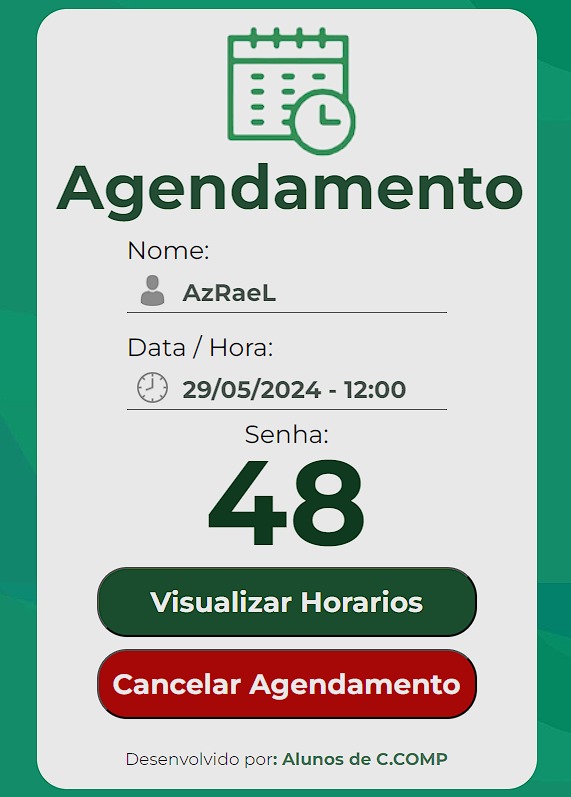 Agendamento
Nome:
AzRaeL
Data / Hora:
29/05/2024 - 12:00
Senha:
48
Visualizar Horarios
Cancelar Agendamento
Desenvolvido por: Alunos de C.COMP